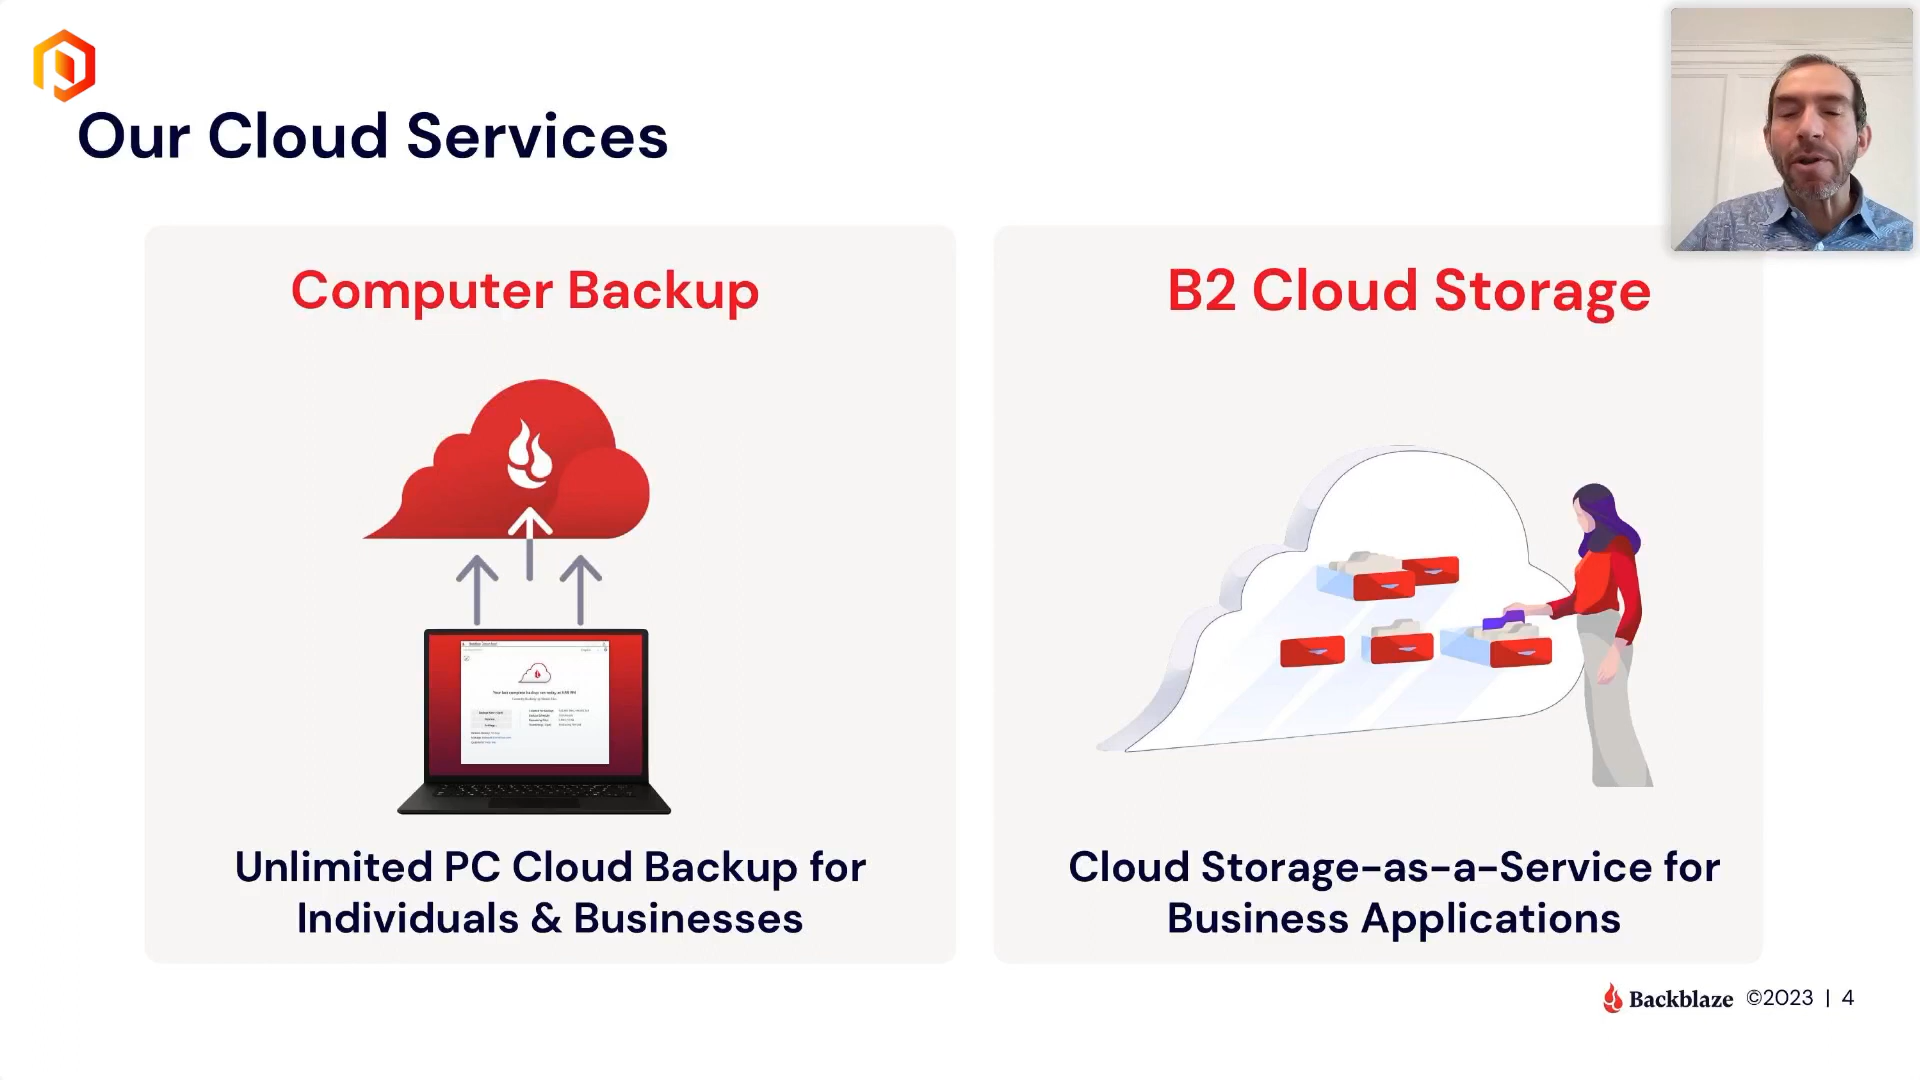 Our Cloud Services
Computer Backup
Unlimited PC Cloud Backup for
Individuals & Businesses
B2 Cloud Storage
Cloud Storage-as-a-Service for
Business Applications
Backblaze ©2023 | 4